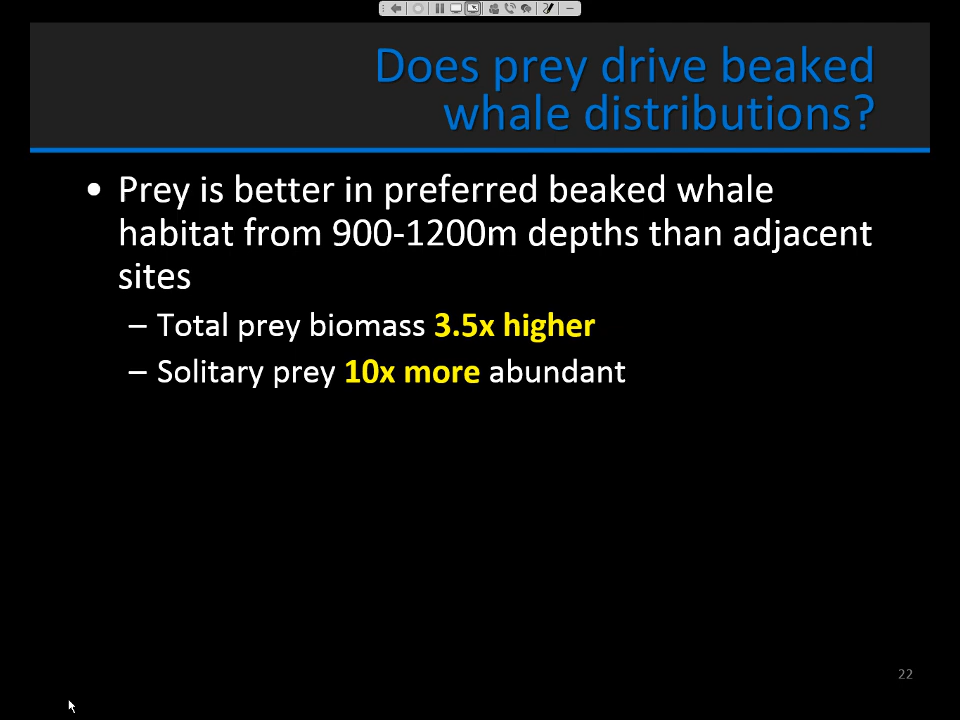 Does prey drive beaked
whale distributions?
• Prey is better in preferred beaked whale
habitat from 900-1200m depths than adjacent
sites
– Total prey biomass 3.5x higher
– Solitary prey 10x more abundant
22